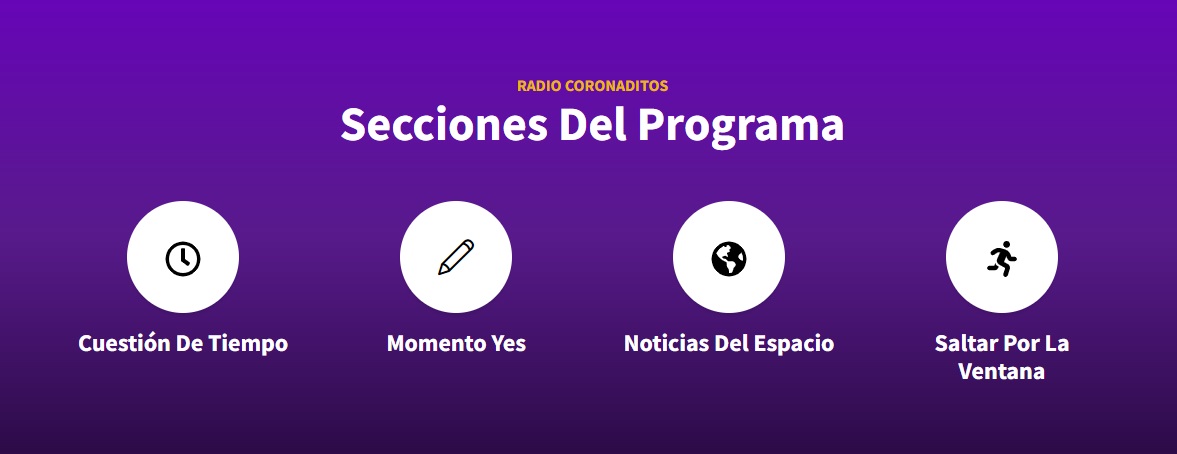 RADIO CORONADITOS
Secciones Del Programa
Cuestión De Tiempo
Momento Yes
Noticias Del Espacio
Saltar Por La
Ventana